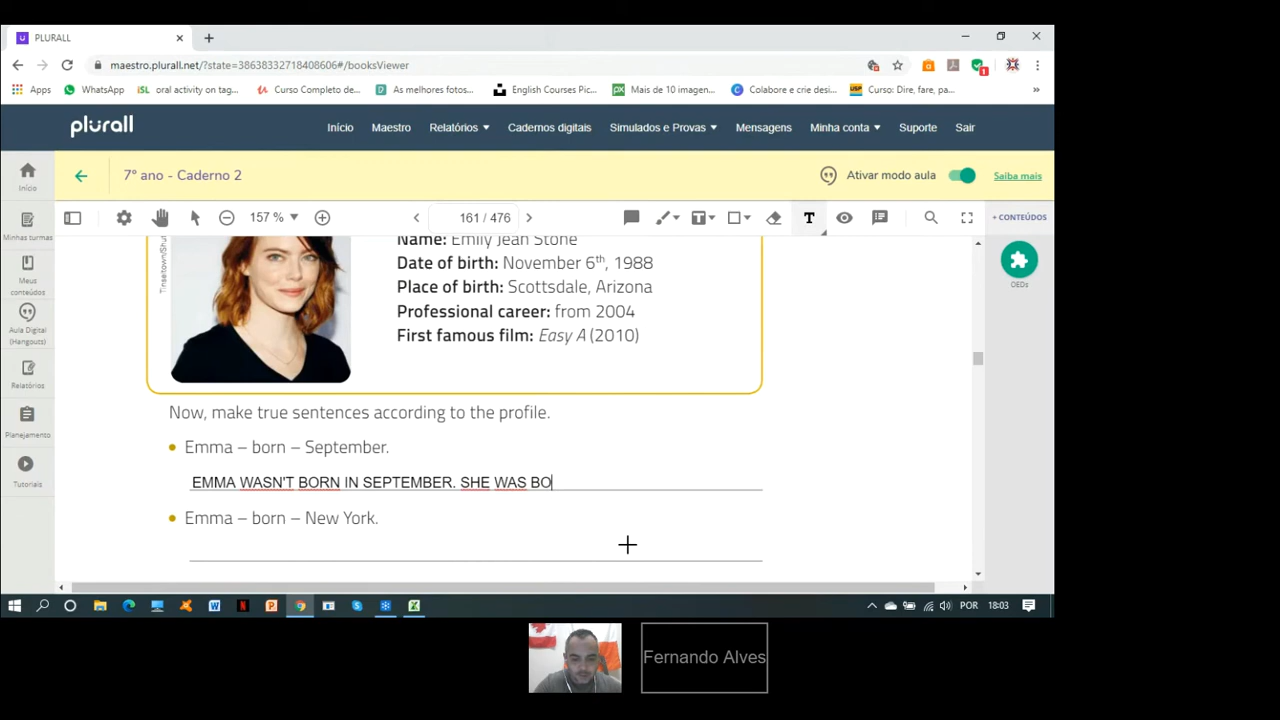 PLURALL
maestro.plurall.net/?state=38638332718408606#/booksViewer
Apps WhatsApp iSL oral activity on tag... Curso Completo de... As melhores fotos... English Courses Pic... Mais de 10 imagen... Colabore e crie desi... USP Curso: Dire, fare, pa... »
plurall Início Maestro Relatórios Cadernos digitais Simulados e Provas Mensagens Minha conta Suporte Sair
7º ano - Caderno 2 Ativar modo aula Saiba mais
157 % 161 / 476 T + CONTEÚDOS
Início
Minhas turmas
Meus conteúdos
Aula Digital (Hangouts)
Relatórios
Planejamento
Tutoriais
OEDs
Tinseltown/Shut
Name: Emily Jean Stone
Date of birth: November 6th, 1988
Place of birth: Scottsdale, Arizona
Professional career: from 2004
First famous film: Easy A (2010)
Now, make true sentences according to the profile.
• Emma – born – September.
EMMA WASN'T BORN IN SEPTEMBER. SHE WAS BO
• Emma – born – New York.
POR 18:03
Fernando Alves